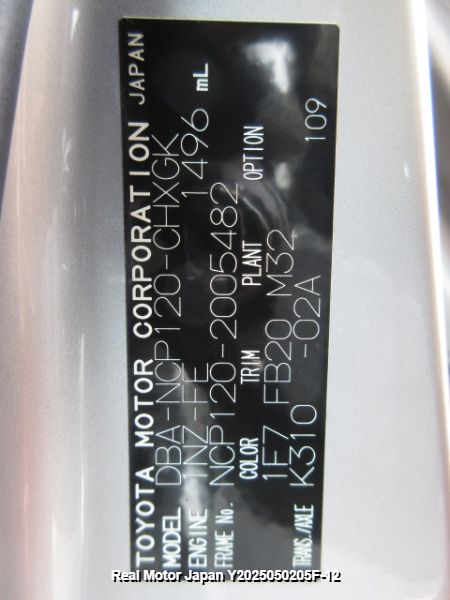 TOYOTA MOTOR CORPORATION JAPAN
MODEL DBA-NCP120-CHXGK
ENGINE 1NZ-FE 1496 mL
FRAME No. NCP120-2005482
COLOR TRIM PLANT OPTION
1F7 FB20 M32
TRANS./AXLE K310 -02A 109
Real Motor Japan Y2025050205F-12